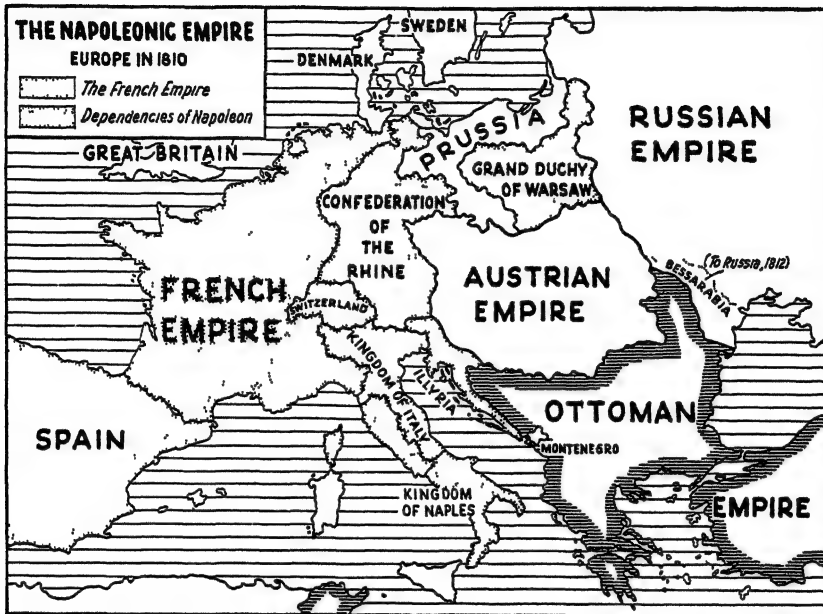 THE NAPOLEONIC EMPIRE
EUROPE IN 1810
The French Empire
Dependencies of Napoleon
SWEDEN
DENMARK
GREAT BRITAIN
PRUSSIA
RUSSIAN
EMPIRE
GRAND DUCHY
OF WARSAW
CONFEDERATION
OF
THE
RHINE
FRENCH
EMPIRE
SWITZERLAND
AUSTRIAN
EMPIRE
(To Russia, 1812)
BESSARABIA
KINGDOM OF ITALY
ILLYRIA
SPAIN
OTTOMAN
EMPIRE
MONTENEGRO
KINGDOM
OF NAPLES